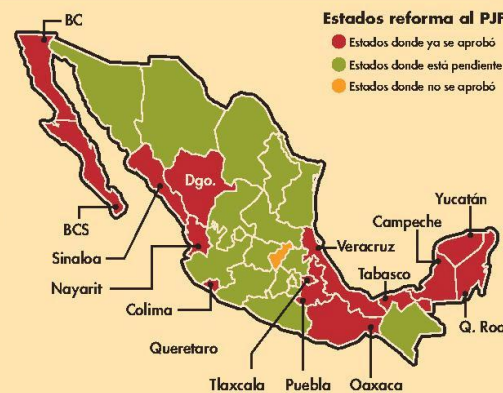 BC
Estados reforma al PJF
Estados donde ya se aprobó
Estados donde está pendiente
Estados donde no se aprobó
Dgo.
Yucatán
Campeche
BCS
Veracruz
Sinaloa
Tabasco
Nayarit
Colima
Q. Roo
Queretaro
Tlaxcala
Puebla
Oaxaca